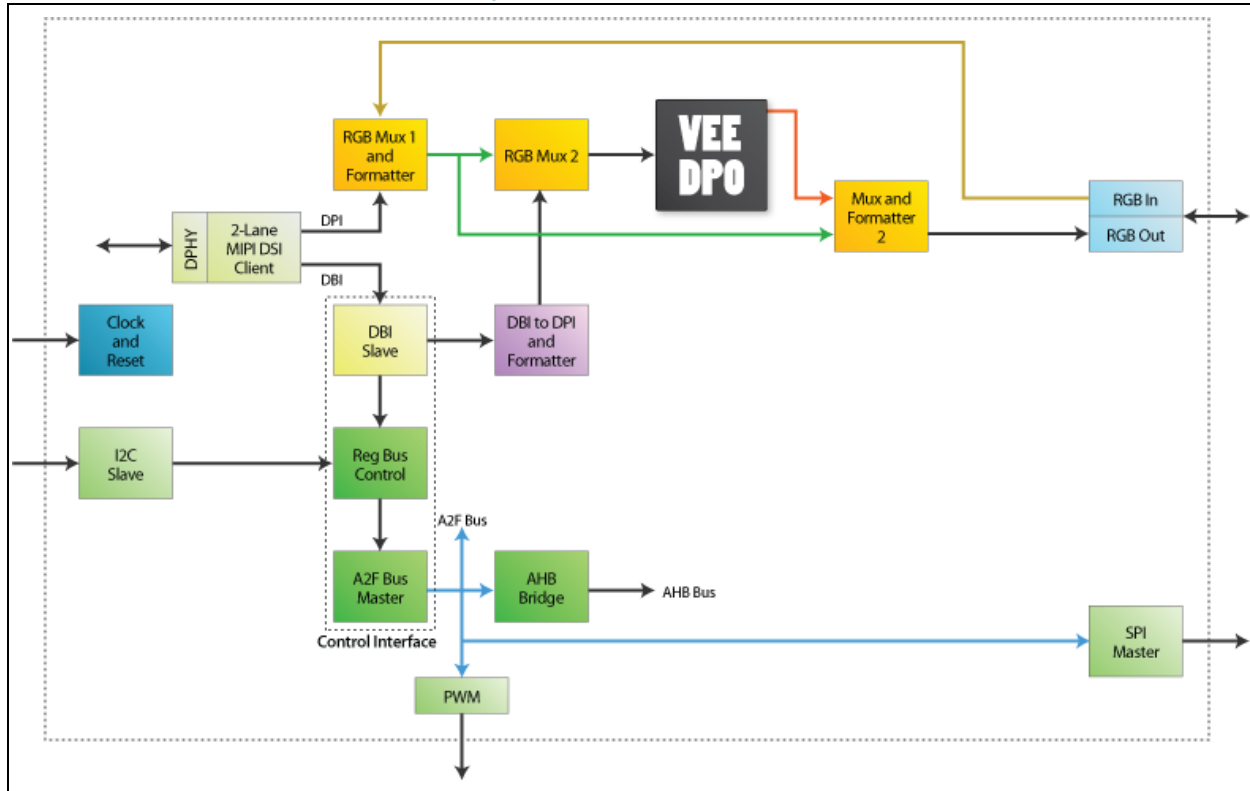 RGB Mux 1
and
Formatter
RGB Mux 2
VEE
DPO
Mux and
Formatter
2
RGB In
RGB Out
DPHY
2-Lane
MIPI DSI
Client
DPI
DBI
Clock
and
Reset
DBI
Slave
DBI to DPI
and
Formatter
I2C
Slave
Reg Bus
Control
A2F Bus
A2F Bus
Master
AHB
Bridge
AHB Bus
Control Interface
SPI
Master
PWM